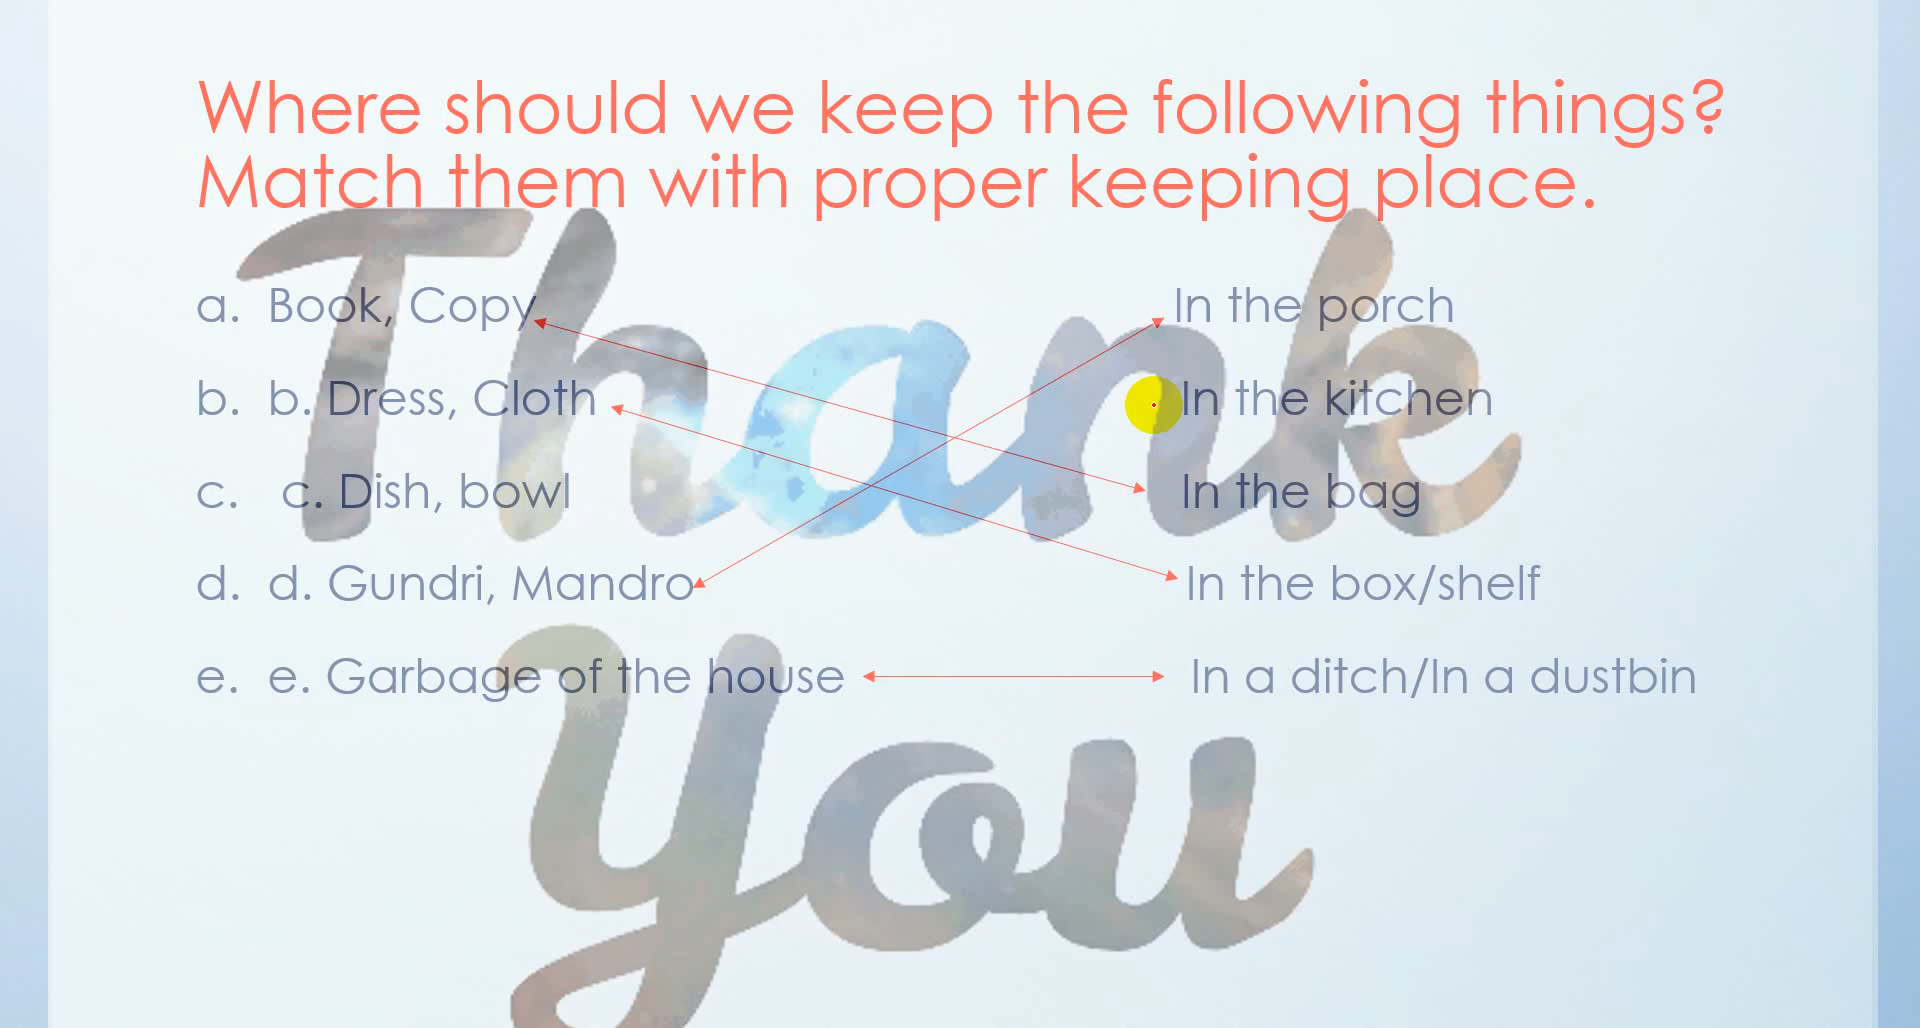 Where should we keep the following things?
Match them with proper keeping place.
a. Book, Copy In the porch
b. b. Dress, Cloth In the kitchen
c. c. Dish, bowl In the bag
d. d. Gundri, Mandro In the box/shelf
e. e. Garbage of the house In a ditch/In a dustbin
Thank
You